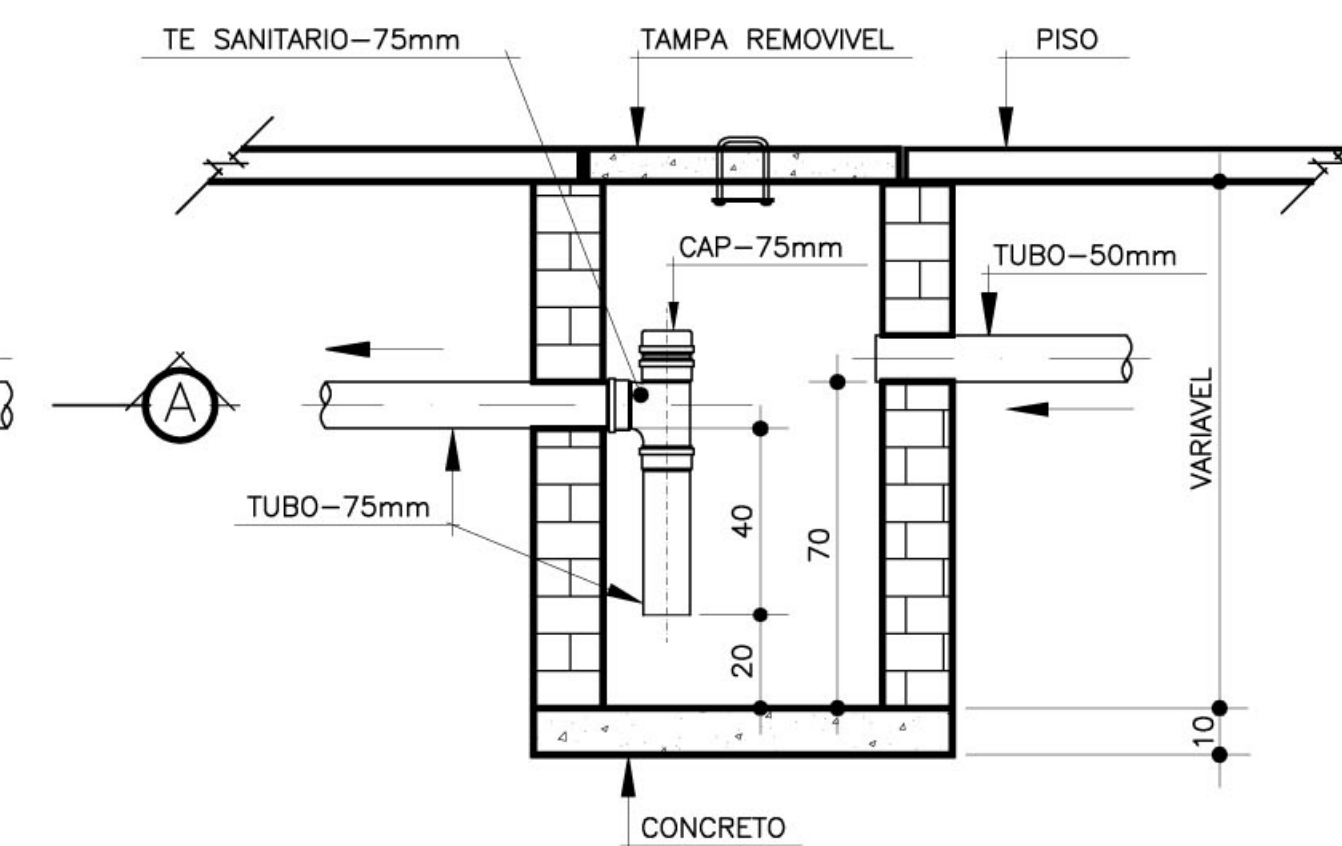 TE SANITARIO-75mm
TAMPA REMOVIVEL
PISO
CAP-75mm
TUBO-50mm
A
VARIAVEL
TUBO-75mm
40
70
20
10
CONCRETO